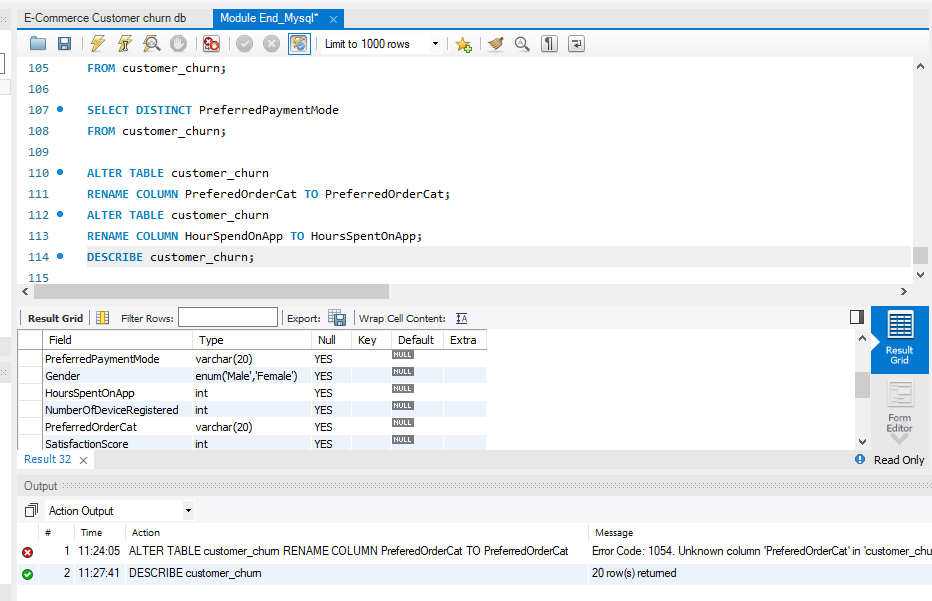 E-Commerce Customer churn db Module End_Mysql* ×
Limit to 1000 rows
105 FROM customer_churn;
106
107 SELECT DISTINCT PreferredPaymentMode
108 FROM customer_churn;
109
110 ALTER TABLE customer_churn
111 RENAME COLUMN PreferedOrderCat TO PreferredOrderCat;
112 ALTER TABLE customer_churn
113 RENAME COLUMN HourSpendOnApp TO HoursSpentOnApp;
114 DESCRIBE customer_churn;
115
Result Grid Filter Rows: Export: Wrap Cell Content: IA
Field Type Null Key Default Extra
PreferredPaymentMode varchar(20) YES NULL
Gender enum('Male','Female') YES NULL
HoursSpentOnApp int YES NULL
NumberOfDeviceRegistered int YES NULL
PreferredOrderCat varchar(20) YES NULL
SatisfactionScore int YES NULL
Result Grid
Form Editor
Result 32 × Read Only
Output
Action Output
# Time Action Message
1 11:24:05 ALTER TABLE customer_churn RENAME COLUMN PreferedOrderCat TO PreferredOrderCat Error Code: 1054. Unknown column 'PreferedOrderCat' in 'customer_chu
2 11:27:41 DESCRIBE customer_churn 20 row(s) returned